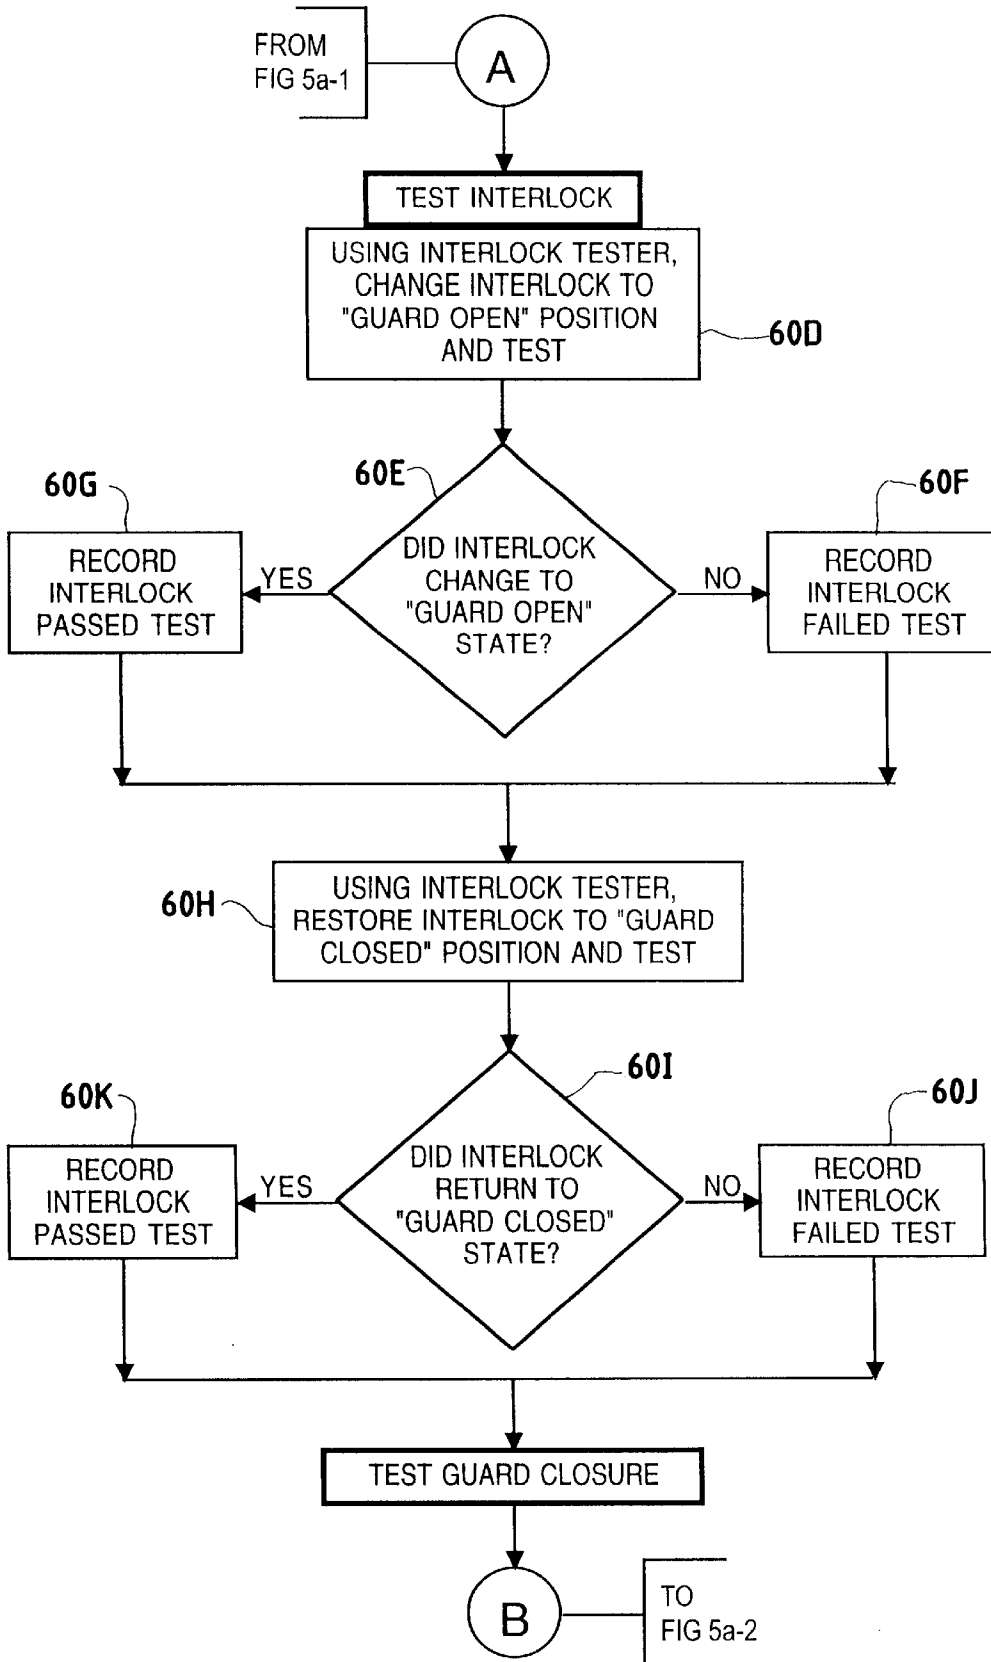 FROM
FIG 5a-1
A
TEST INTERLOCK
USING INTERLOCK TESTER,
CHANGE INTERLOCK TO
"GUARD OPEN" POSITION
AND TEST
60D
60E
60G
60F
DID INTERLOCK
CHANGE TO
"GUARD OPEN"
STATE?
YES
NO
RECORD
INTERLOCK
PASSED TEST
RECORD
INTERLOCK
FAILED TEST
60H
USING INTERLOCK TESTER,
RESTORE INTERLOCK TO "GUARD
CLOSED" POSITION AND TEST
60I
60K
60J
DID INTERLOCK
RETURN TO
"GUARD CLOSED"
STATE?
YES
NO
RECORD
INTERLOCK
PASSED TEST
RECORD
INTERLOCK
FAILED TEST
TEST GUARD CLOSURE
B
TO
FIG 5a-2